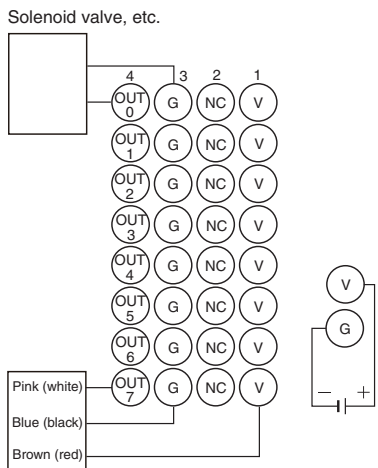 Solenoid valve, etc.
4 3 2 1
OUT 0 G NC V
OUT 1 G NC V
OUT 2 G NC V
OUT 3 G NC V
OUT 4 G NC V
OUT 5 G NC V
OUT 6 G NC V
OUT 7 G NC V
Pink (white)
Blue (black)
Brown (red)
V
G
− +